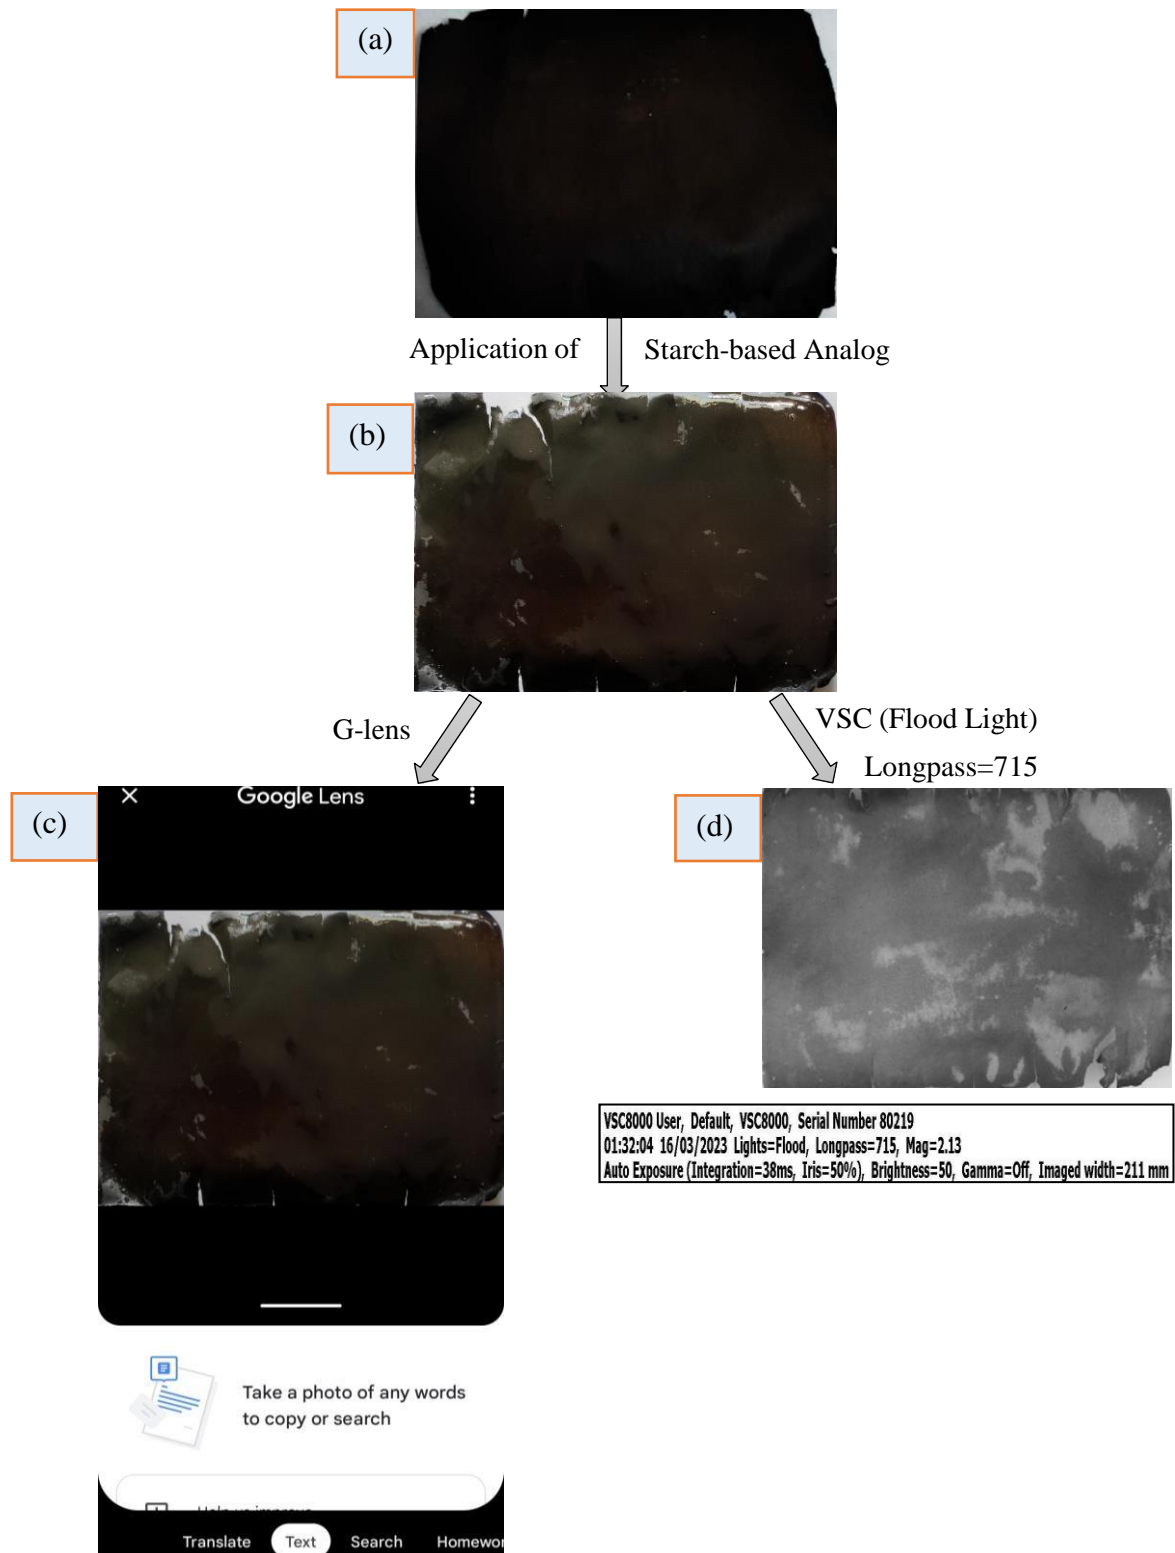 (a)
Application of Starch-based Analog
(b)
G-lens
VSC (Flood Light)
Longpass=715
(c)
Google Lens
(d)
VSC8000 User, Default, VSC8000, Serial Number 80219
01:32:04 16/03/2023 Lights=Flood, Longpass=715, Mag=2.13
Auto Exposure (Integration=38ms, Iris=50%), Brightness=50, Gamma=Off, Imaged width=211 mm
Take a photo of any words
to copy or search
Translate Text Search Homewor